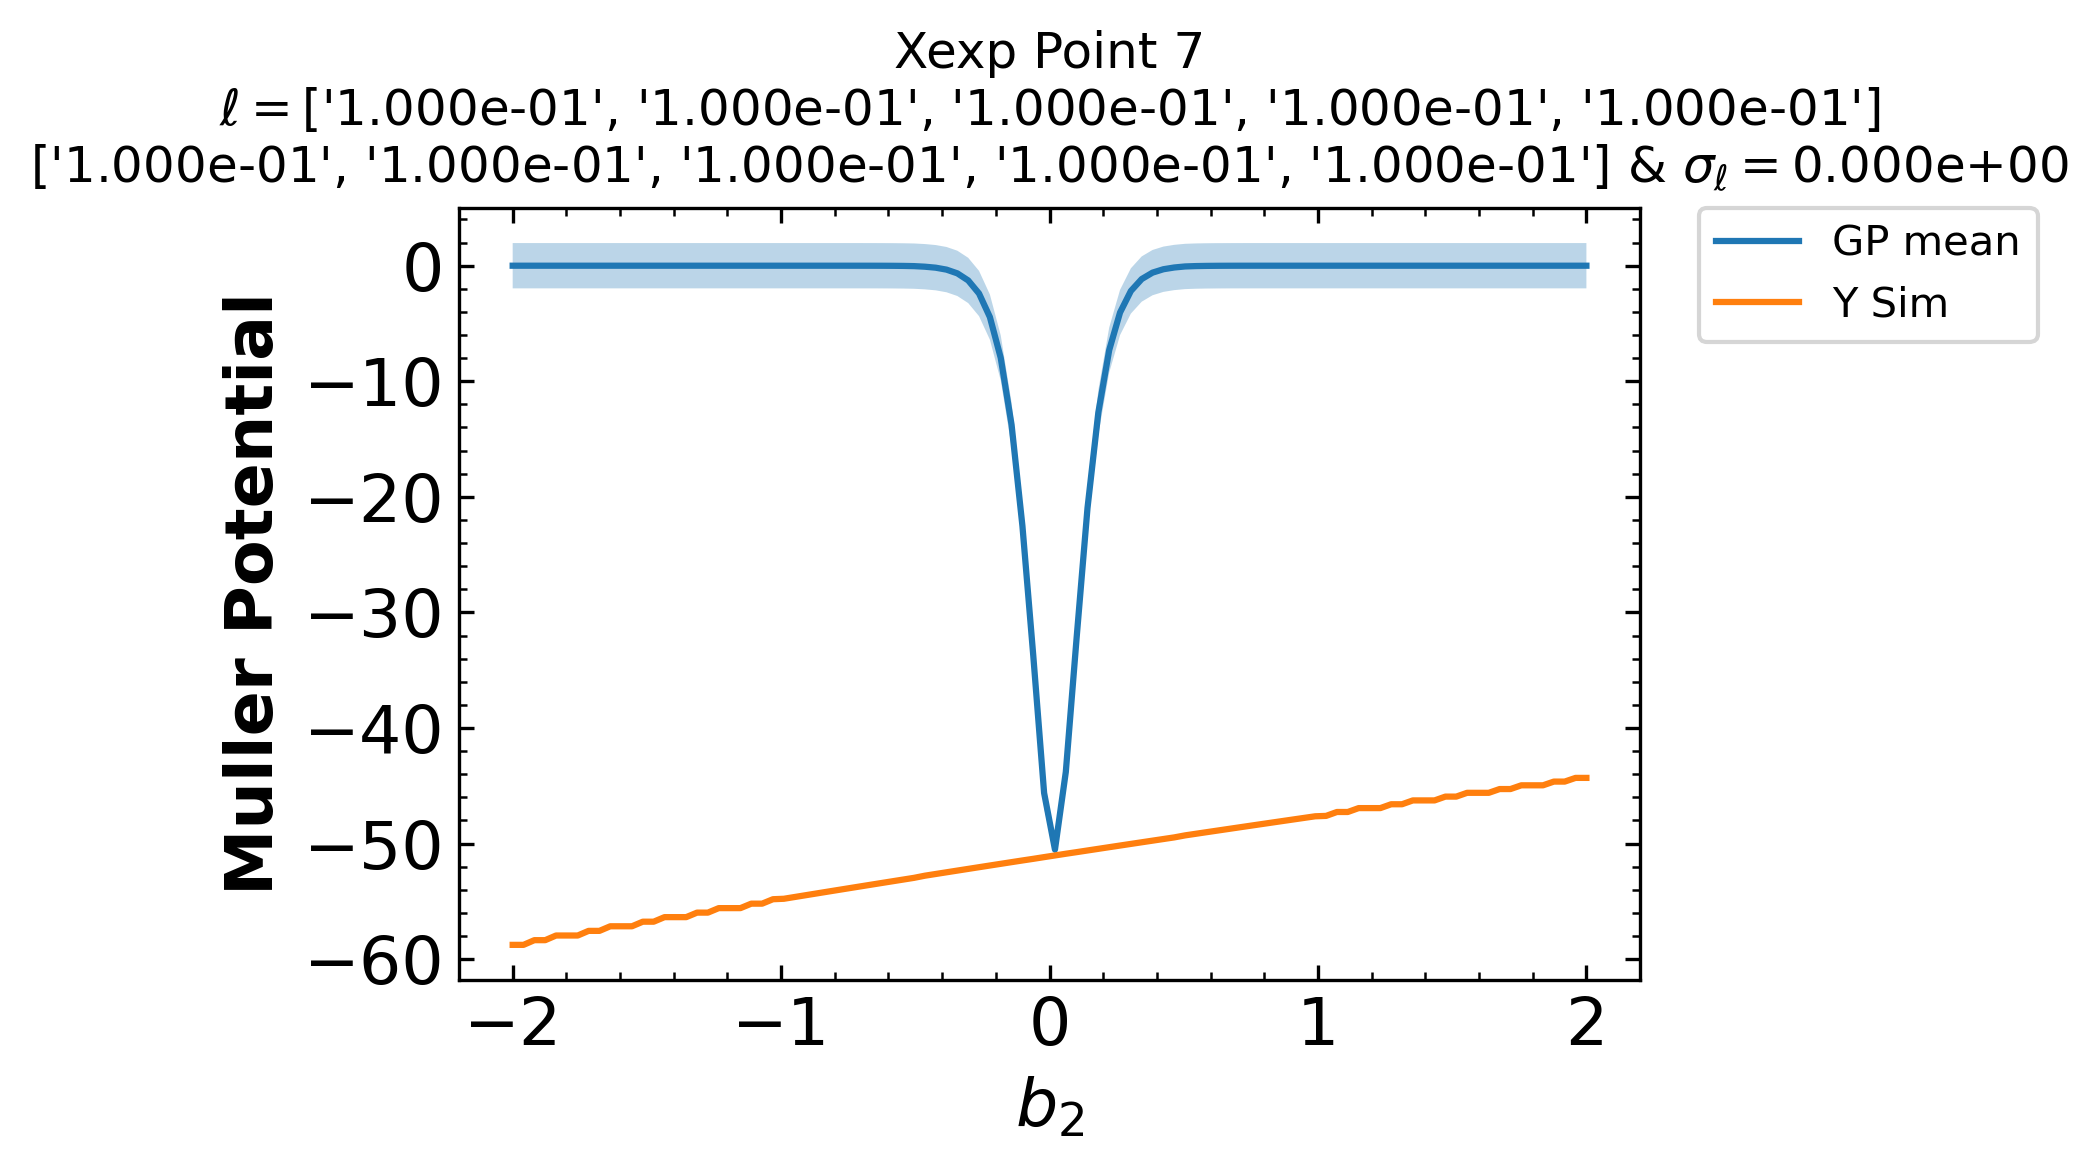 Xexp Point 7
ℓ = ['1.000e-01', '1.000e-01', '1.000e-01', '1.000e-01', '1.000e-01']
['1.000e-01', '1.000e-01', '1.000e-01', '1.000e-01', '1.000e-01'] & σℓ = 0.000e+00
GP mean
Y Sim
Muller Potential
0
−10
−20
−30
−40
−50
−60
−2 −1 0 1 2
b2